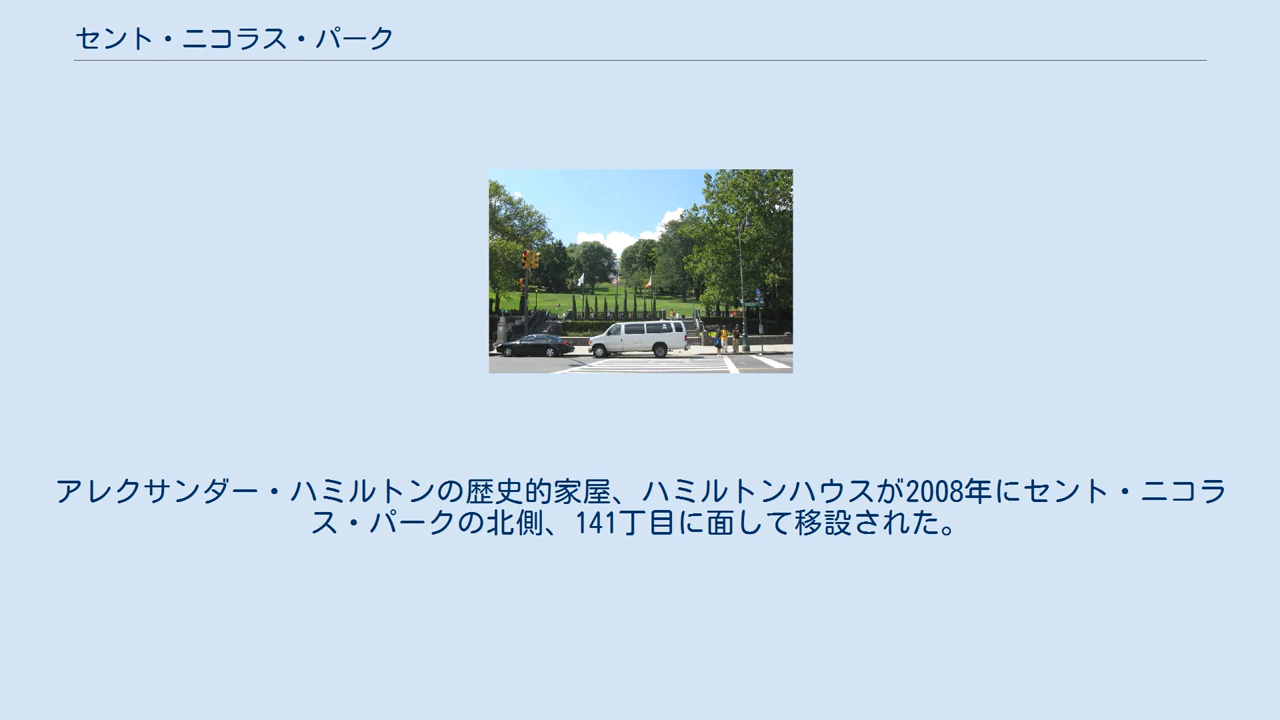 セント・ニコラス・パーク
アレクサンダー・ハミルトンの歴史的家屋、ハミルトンハウスが2008年にセント・ニコラ
ス・パークの北側、141丁目に面して移設された。